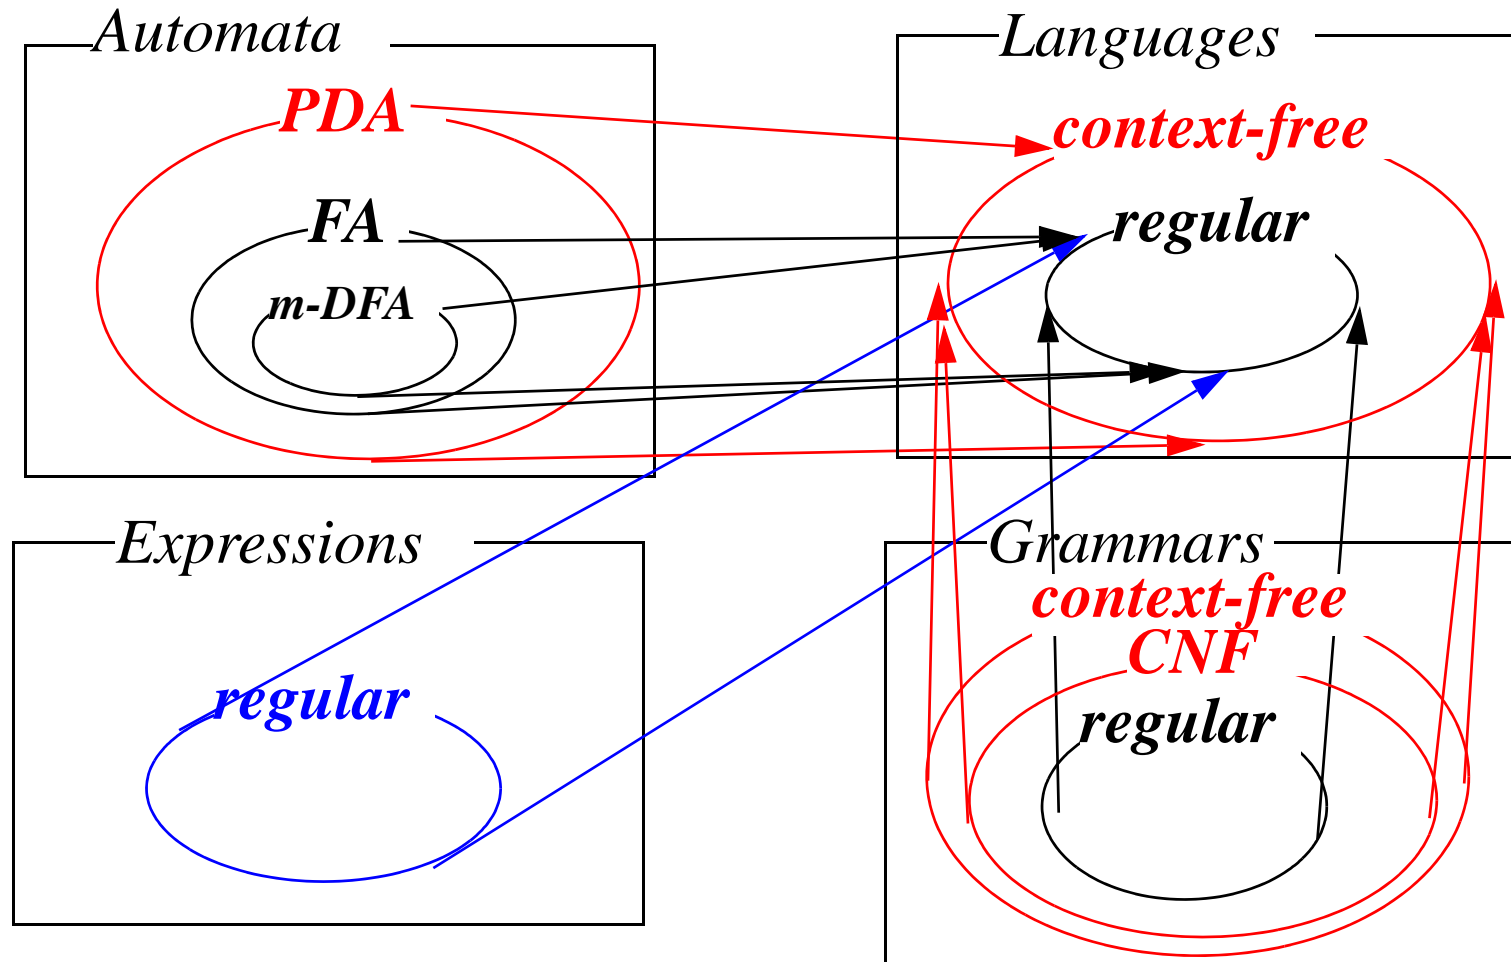 Automata
PDA
FA
m-DFA
Languages
context-free
regular
Expressions
regular
Grammars
context-free
CNF
regular